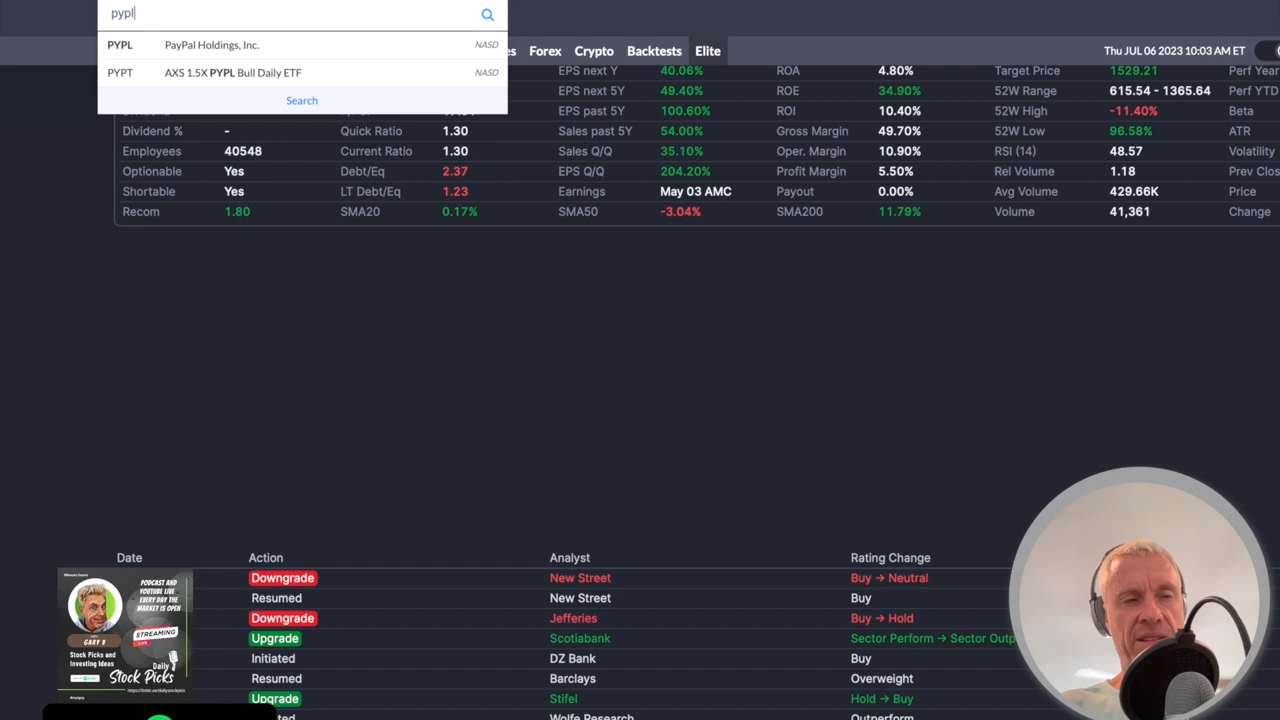 pypl
PYPL PayPal Holdings, Inc. NASD
PYPT AXS 1.5X PYPL Bull Daily ETF NASD
Search
Forex Crypto Backtests Elite Thu JUL 06 2023 10:03 AM ET
EPS next Y 40.06% ROA 4.80% Target Price 1529.21 Perf Year
EPS next 5Y 49.40% ROE 34.90% 52W Range 615.54 - 1365.64 Perf YTD
EPS past 5Y 100.60% ROI 10.40% 52W High -11.40% Beta
Dividend % - Quick Ratio 1.30 Sales past 5Y 54.00% Gross Margin 49.70% 52W Low 96.58% ATR
Employees 40548 Current Ratio 1.30 Sales Q/Q 35.10% Oper. Margin 10.90% RSI (14) 48.57 Volatility
Optionable Yes Debt/Eq 2.37 EPS Q/Q 204.20% Profit Margin 5.50% Rel Volume 1.18 Prev Clos
Shortable Yes LT Debt/Eq 1.23 Earnings May 03 AMC Payout 0.00% Avg Volume 429.66K Price
Recom 1.80 SMA20 0.17% SMA50 -3.04% SMA200 11.79% Volume 41,361 Change
Date Action Analyst Rating Change
Downgrade New Street Buy → Neutral
Resumed New Street Buy
Downgrade Jefferies Buy → Hold
Upgrade Scotiabank Sector Perform → Sector Outp
Initiated DZ Bank Buy
Resumed Barclays Overweight
Upgrade Stifel Hold → Buy
Wolfe Research Outperform
PODCAST AND
YOUTUBE LIVE
EVERY DAY THE
MARKET IS OPEN
STREAMING
LIVE
GARY V
Stock Picks and
Investing Ideas
Daily
Stock Picks